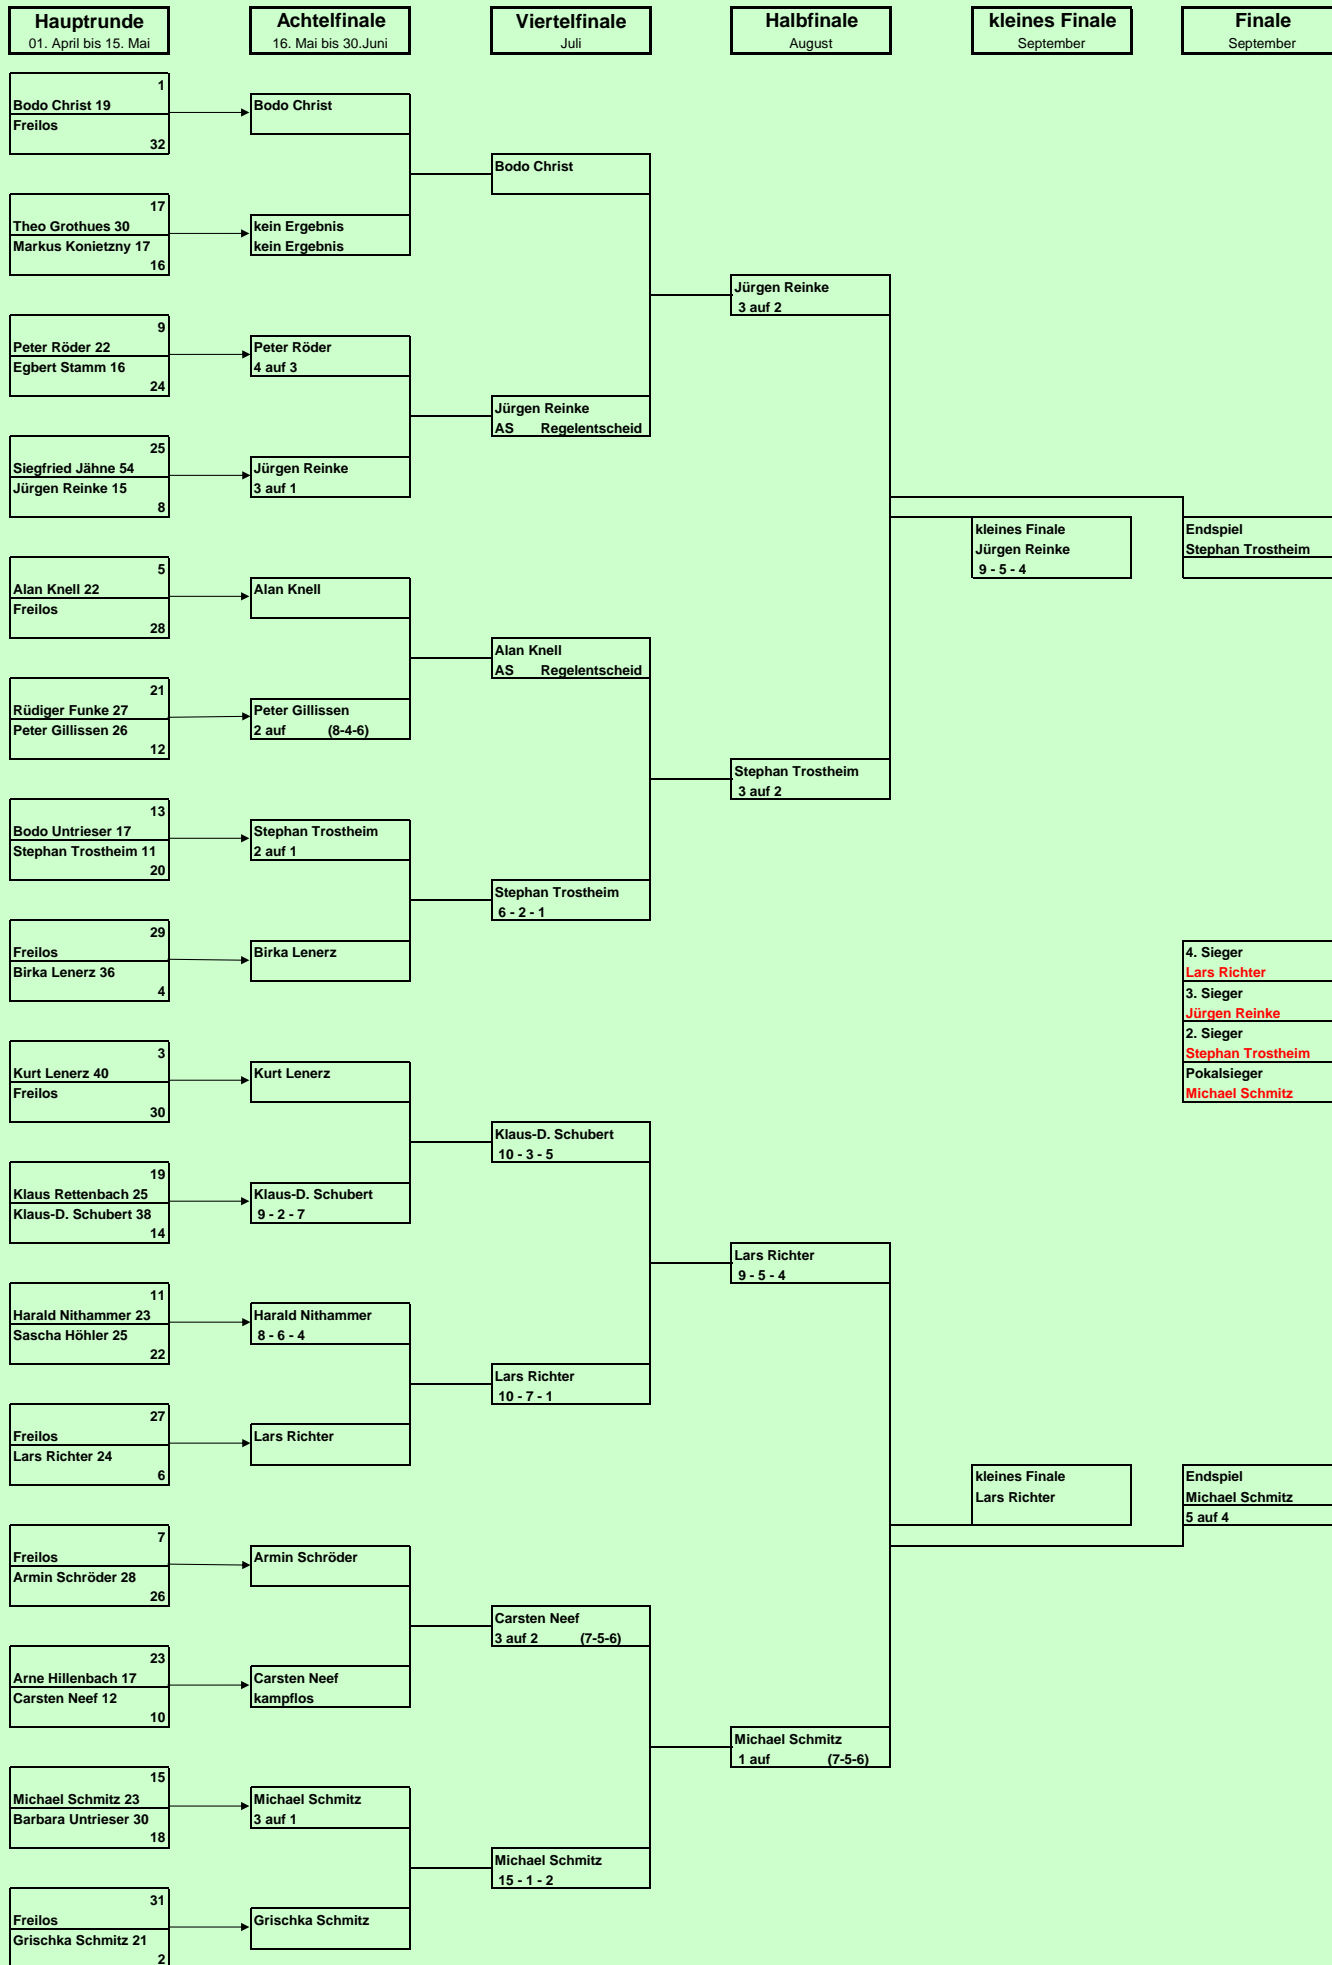 Hauptrunde
01. April bis 15. Mai
Achtelfinale
16. Mai bis 30.Juni
Viertelfinale
Juli
Halbfinale
August
kleines Finale
September
Finale
September
1
Bodo Christ 19
Freilos
32
17
Theo Grothues 30
Markus Konietzny 17
16
9
Peter Röder 22
Egbert Stamm 16
24
25
Siegfried Jähne 54
Jürgen Reinke 15
8
5
Alan Knell 22
Freilos
28
21
Rüdiger Funke 27
Peter Gillissen 26
12
13
Bodo Untrieser 17
Stephan Trostheim 11
20
29
Freilos
Birka Lenerz 36
4
3
Kurt Lenerz 40
Freilos
30
19
Klaus Rettenbach 25
Klaus-D. Schubert 38
14
11
Harald Nithammer 23
Sascha Höhler 25
22
27
Freilos
Lars Richter 24
6
7
Freilos
Armin Schröder 28
26
23
Arne Hillenbach 17
Carsten Neef 12
10
15
Michael Schmitz 23
Barbara Untrieser 30
18
31
Freilos
Grischka Schmitz 21
2
Bodo Christ
kein Ergebnis
kein Ergebnis
Peter Röder
4 auf 3
Jürgen Reinke
3 auf 1
Alan Knell
Peter Gillissen
2 auf (8-4-6)
Stephan Trostheim
2 auf 1
Birka Lenerz
Kurt Lenerz
Klaus-D. Schubert
9 - 2 - 7
Harald Nithammer
8 - 6 - 4
Lars Richter
Armin Schröder
Carsten Neef
kampflos
Michael Schmitz
3 auf 1
Grischka Schmitz
Bodo Christ
Jürgen Reinke
AS Regelentscheid
Alan Knell
AS Regelentscheid
Stephan Trostheim
6 - 2 - 1
Klaus-D. Schubert
10 - 3 - 5
Lars Richter
10 - 7 - 1
Carsten Neef
3 auf 2 (7-5-6)
Michael Schmitz
15 - 1 - 2
Jürgen Reinke
3 auf 2
Stephan Trostheim
3 auf 2
Lars Richter
9 - 5 - 4
Michael Schmitz
1 auf (7-5-6)
kleines Finale
Jürgen Reinke
9 - 5 - 4
kleines Finale
Lars Richter
Endspiel
Stephan Trostheim
4. Sieger
Lars Richter
3. Sieger
Jürgen Reinke
2. Sieger
Stephan Trostheim
Pokalsieger
Michael Schmitz
Endspiel
Michael Schmitz
5 auf 4